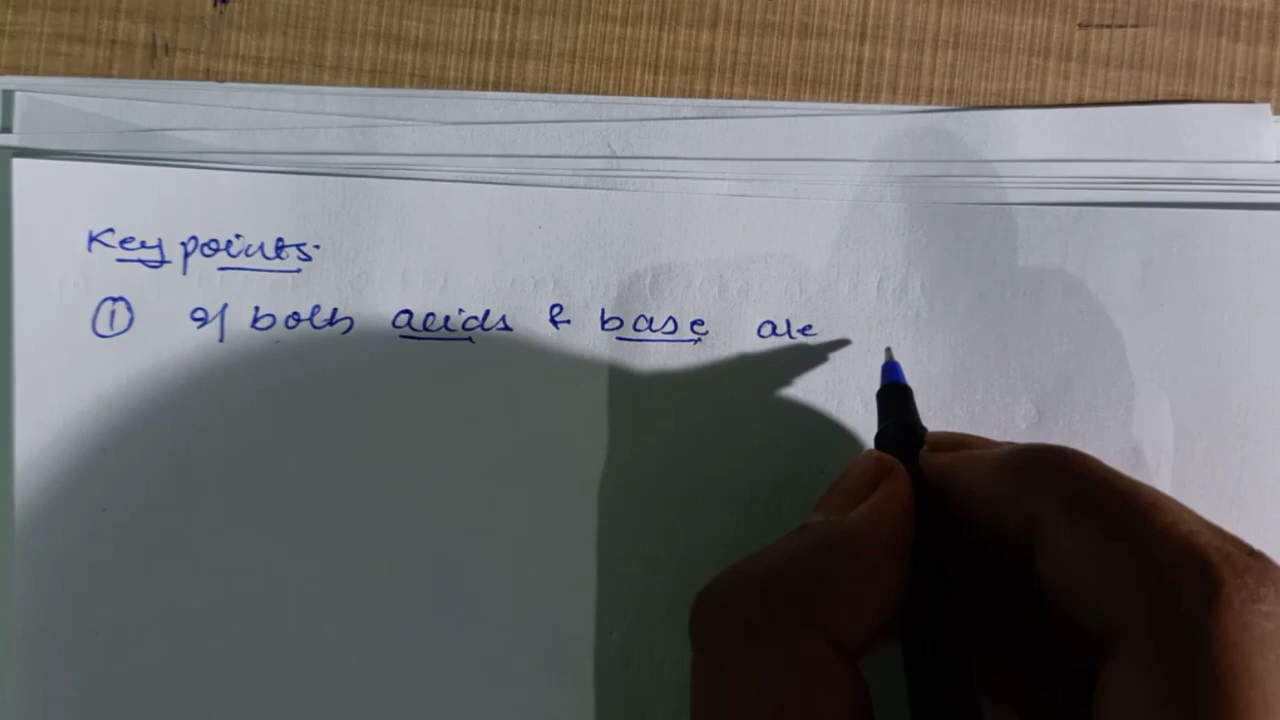 Key points.
① If both acids & base are